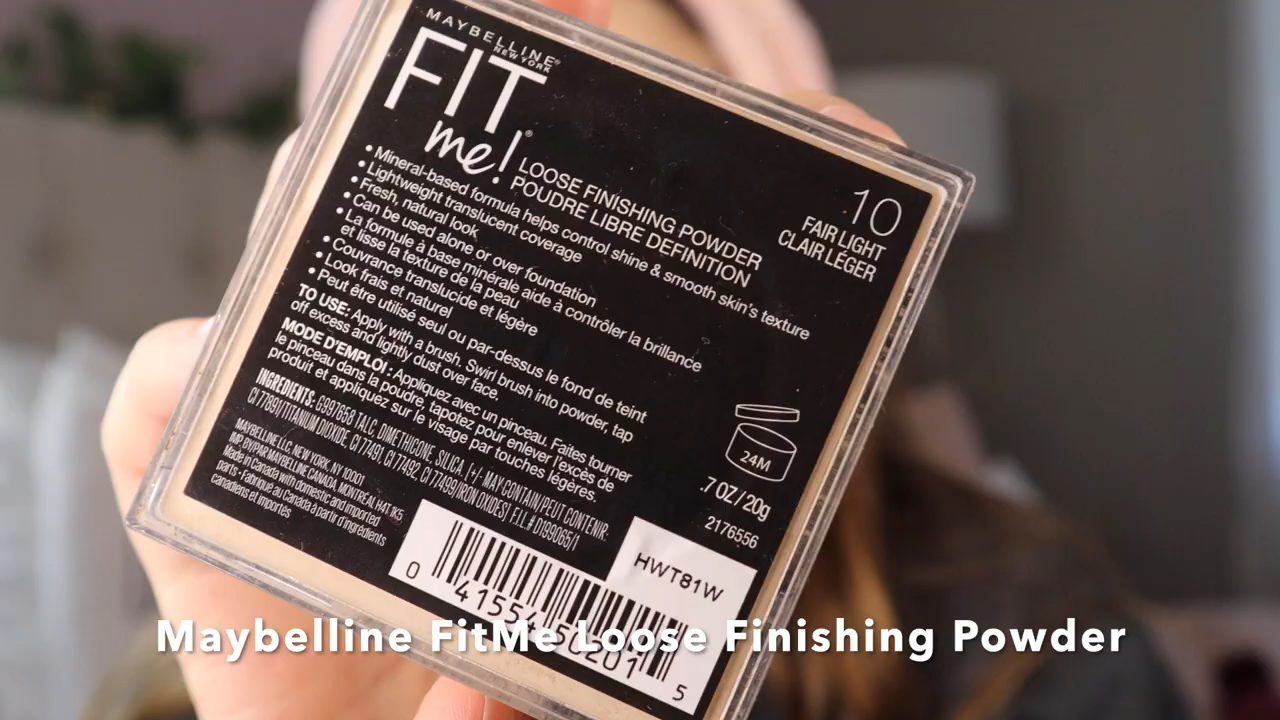 MAYBELLINE®
NEW YORK
FIT
me!®
LOOSE FINISHING POWDER
POUDRE LIBRE DEFINITION
10
FAIR LIGHT
CLAIR LÉGER
• Mineral-based formula helps control shine & smooth skin's texture
• Lightweight translucent coverage
• Fresh, natural look
• Can be used alone or over foundation
• La formule à base minérale aide à contrôler la brillance
et lisse la texture de la peau
• Couvrance translucide et légère
• Look frais et naturel
• Peut être utilisé seul ou par-dessus le fond de teint
TO USE: Apply with a brush. Swirl brush into powder, tap
off excess and lightly dust over face.
MODE D'EMPLOI : Appliquez avec un pinceau. Faites tourner
le pinceau dans la poudre, tapotez pour enlever l'excès de
produit et appliquez sur le visage par touches légères.
INGREDIENTS: G997658 TALC, DIMETHICONE, SILICA. [+/- MAY CONTAIN/PEUT CONTENIR:
CI 77891/TITANIUM DIOXIDE, CI 77491, CI 77492, CI 77499/IRON OXIDES] F.I.L.# D199065/1
MAYBELLINE LLC, NEW YORK, NY 10001
IMP BY/PAR MAYBELLINE CANADA, MONTREAL H4T 1K5
Made in Canada with domestic and imported
parts • Fabriqué au Canada à partir d'ingrédients
canadiens et importés
24M
.7 OZ / 20g
2176556
HWT81W
0 41554 50201 5
Maybelline FitMe Loose Finishing Powder